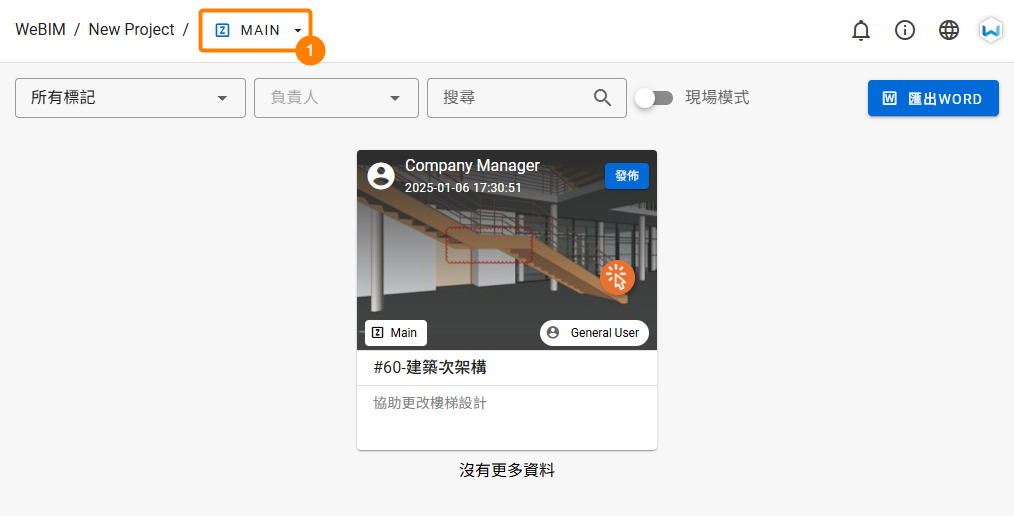 WeBIM / New Project / MAIN
1
所有標記 負責人 搜尋 現場模式 匯出WORD
Company Manager
2025-01-06 17:30:51
發佈
Main General User
#60-建築次架構
協助更改樓梯設計
沒有更多資料